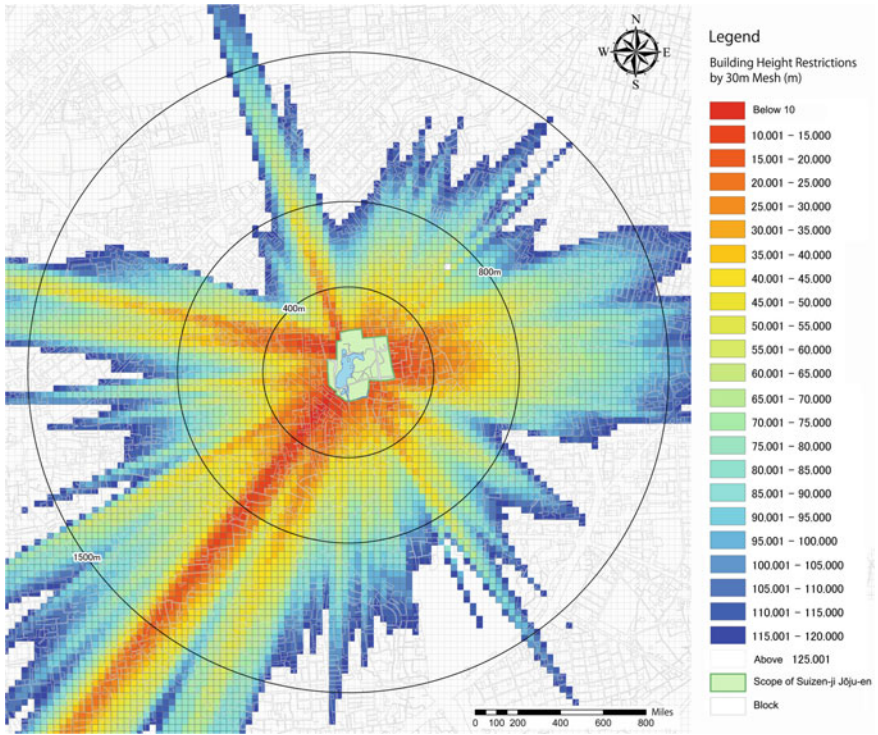 N
W E
S
400m
800m
1500m
Miles
0 100 200 400 600 800
Legend
Building Height Restrictions
by 30m Mesh (m)
Below 10
10.001 - 15.000
15.001 - 20.000
20.001 - 25.000
25.001 - 30.000
30.001 - 35.000
35.001 - 40.000
40.001 - 45.000
45.001 - 50.000
50.001 - 55.000
55.001 - 60.000
60.001 - 65.000
65.001 - 70.000
70.001 - 75.000
75.001 - 80.000
80.001 - 85.000
85.001 - 90.000
90.001 - 95.000
95.001 - 100.000
100.001 - 105.000
105.001 - 110.000
110.001 - 115.000
115.001 - 120.000
Above 125.001
Scope of Suizen-ji Jōju-en
Block